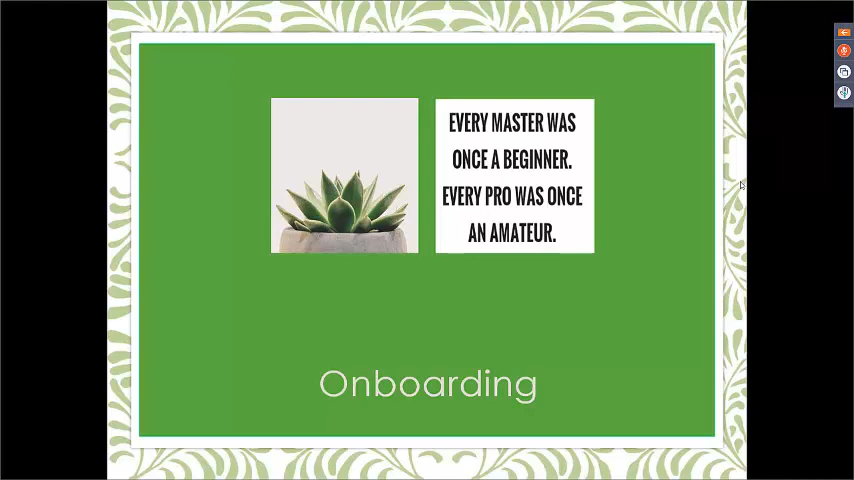 EVERY MASTER WAS
ONCE A BEGINNER.
EVERY PRO WAS ONCE
AN AMATEUR.
Onboarding